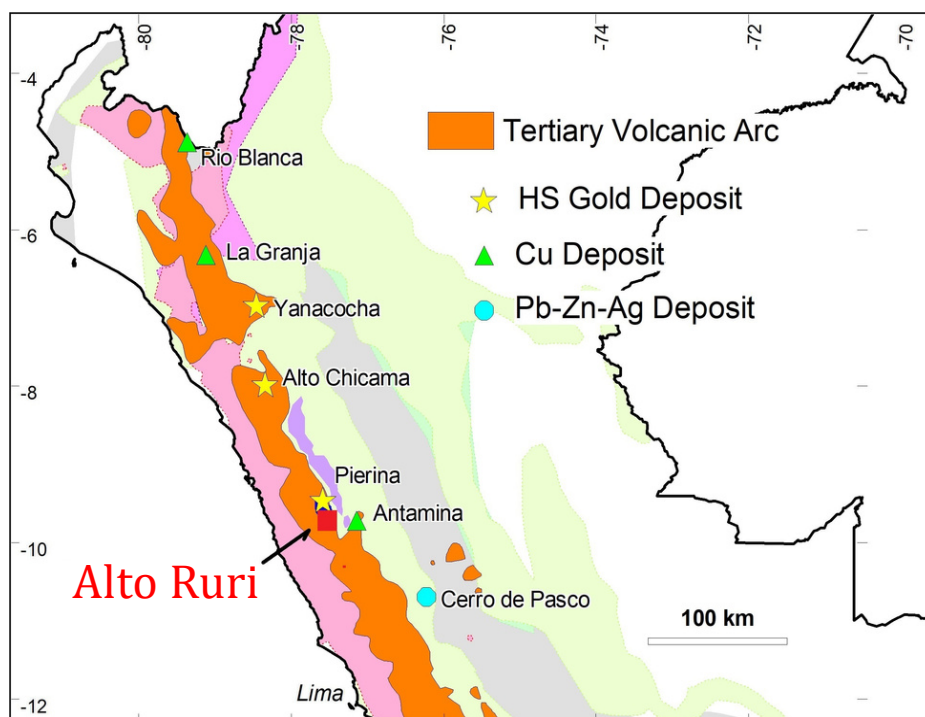 -80
-78
-76
-74
-72
-70
-4
-6
-8
-10
-12
Tertiary Volcanic Arc
HS Gold Deposit
Cu Deposit
Pb-Zn-Ag Deposit
Rio Blanca
La Granja
Yanacocha
Alto Chicama
Pierina
Antamina
Alto Ruri
Cerro de Pasco
100 km
Lima